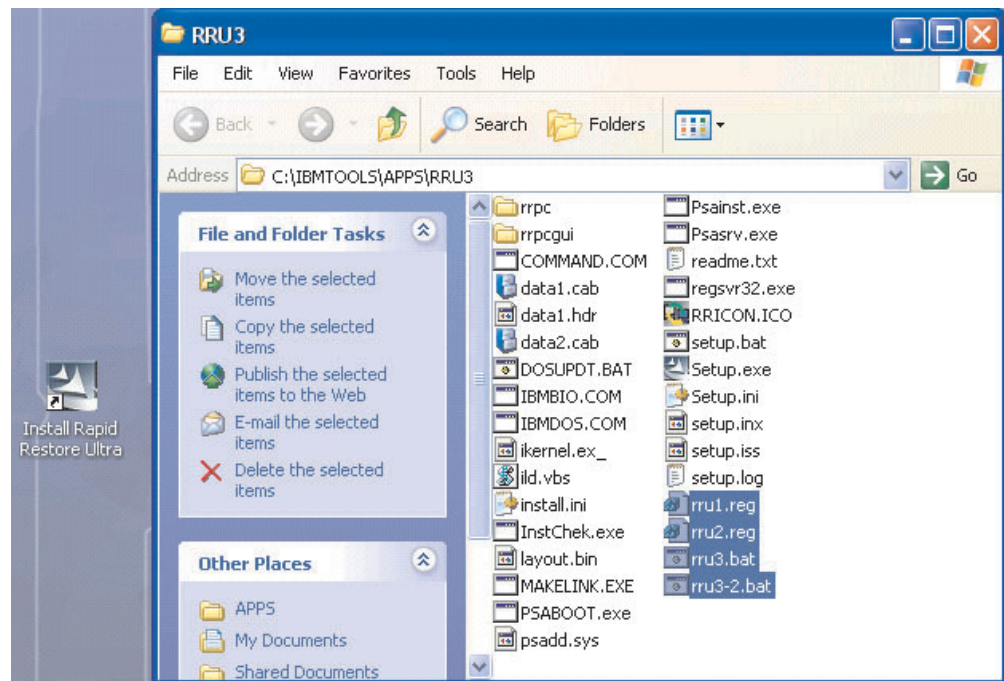 RRU3
File Edit View Favorites Tools Help
Back Search Folders
Address C:\IBMTOOLS\APPS\RRU3 Go
File and Folder Tasks
Move the selected
items
Copy the selected
items
Publish the selected
items to the Web
E-mail the selected
items
Delete the selected
items
Other Places
APPS
My Documents
Shared Documents
rrpc
rrpcgui
COMMAND.COM
data1.cab
data1.hdr
data2.cab
DOSUPDT.BAT
IBMBIO.COM
IBMDOS.COM
ikernel.ex_
ild.vbs
install.ini
InstChek.exe
layout.bin
MAKELINK.EXE
PSABOOT.exe
psadd.sys
Psainst.exe
Psasrv.exe
readme.txt
regsvr32.exe
RRICON.ICO
setup.bat
Setup.exe
Setup.ini
setup.inx
setup.iss
setup.log
rru1.reg
rru2.reg
rru3.bat
rru3-2.bat
Install Rapid
Restore Ultra